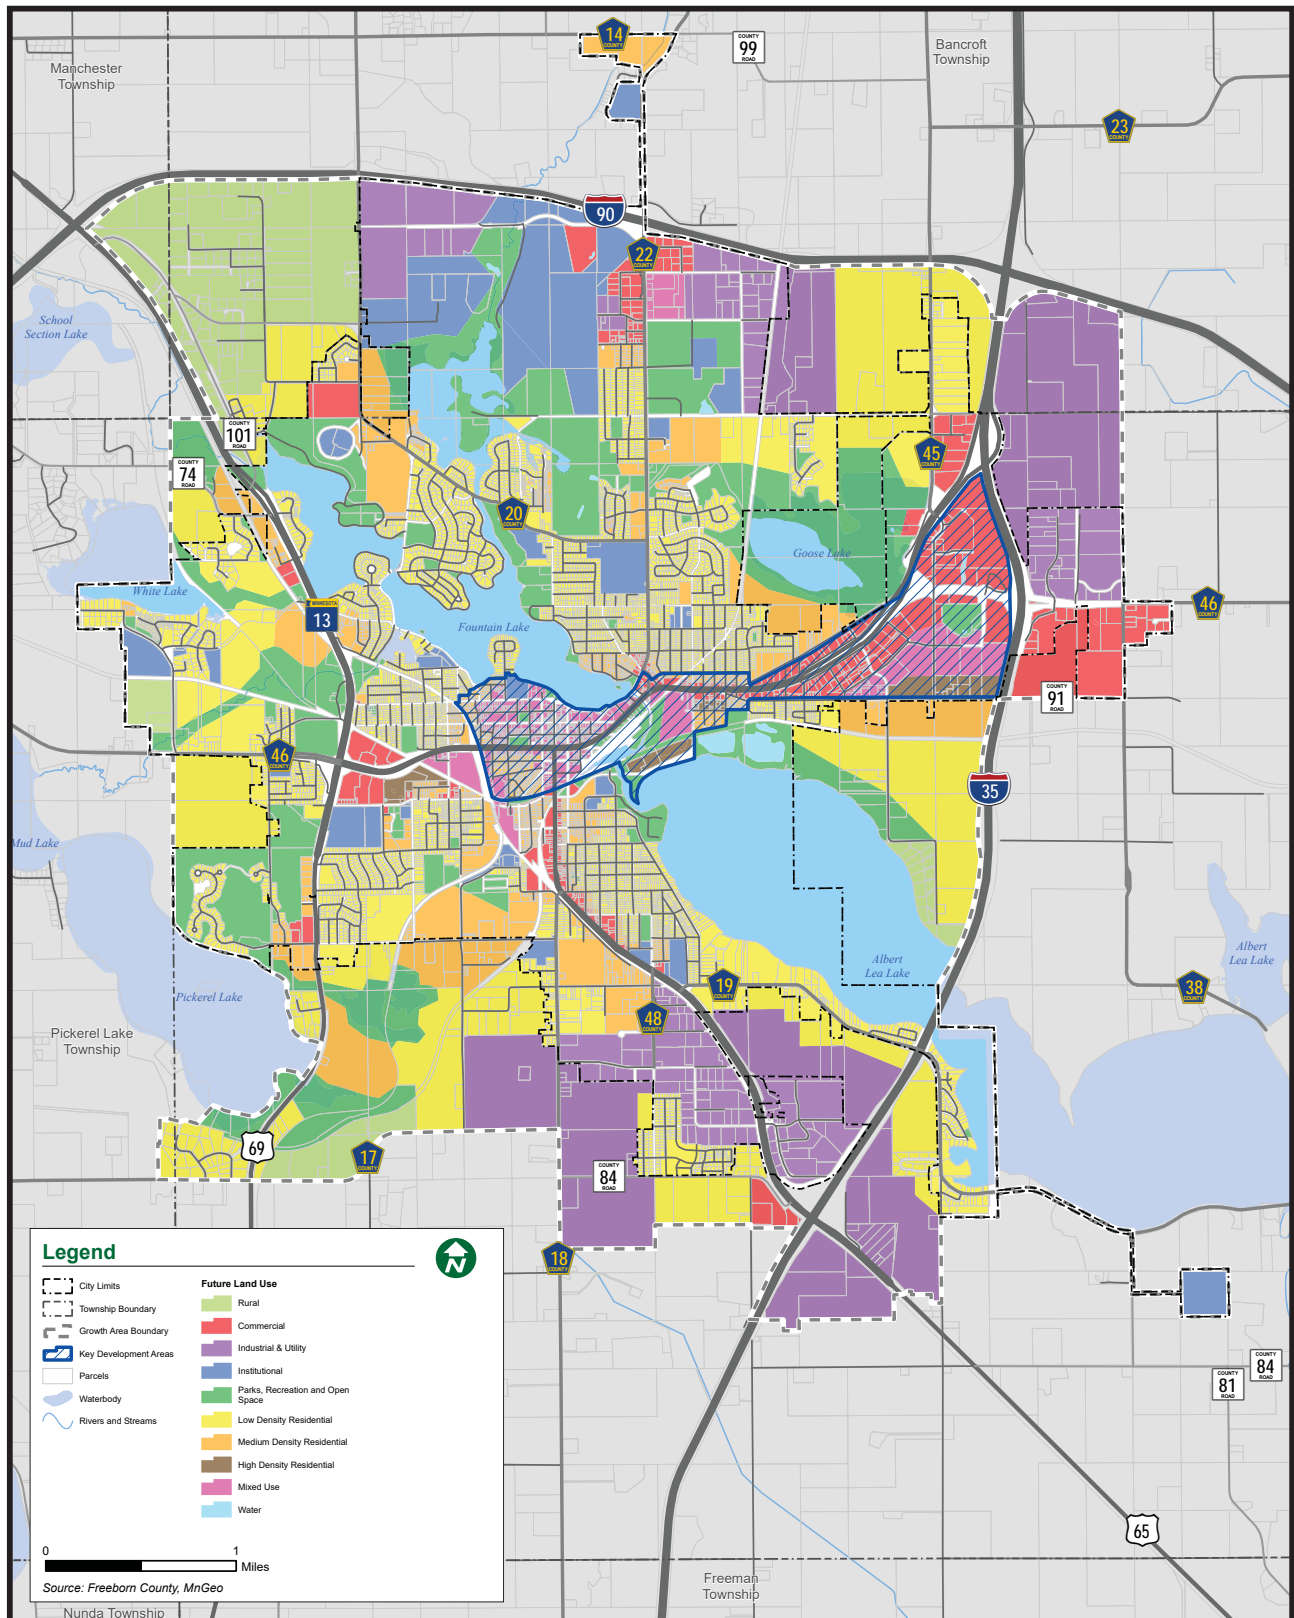 14
COUNTY
COUNTY
99
ROAD
Manchester
Township
Bancroft
Township
23
COUNTY
90
22
COUNTY
School
Section Lake
COUNTY
101
ROAD
COUNTY
74
ROAD
45
COUNTY
20
COUNTY
Goose Lake
White Lake
MINNESOTA
13
Fountain Lake
46
COUNTY
COUNTY
91
ROAD
46
COUNTY
35
Mud Lake
Albert
Lea Lake
Albert
Lea Lake
Pickerel Lake
19
COUNTY
38
COUNTY
48
COUNTY
Pickerel Lake
Township
69
17
COUNTY
COUNTY
84
ROAD
18
COUNTY
Legend
N
City Limits
Township Boundary
Growth Area Boundary
Key Development Areas
Parcels
Waterbody
Rivers and Streams
Future Land Use
Rural
Commercial
Industrial & Utility
Institutional
Parks, Recreation and Open
Space
Low Density Residential
Medium Density Residential
High Density Residential
Mixed Use
Water
0 1
Miles
Source: Freeborn County, MnGeo
COUNTY
84
ROAD
COUNTY
81
ROAD
65
Freeman
Township
Nunda Township